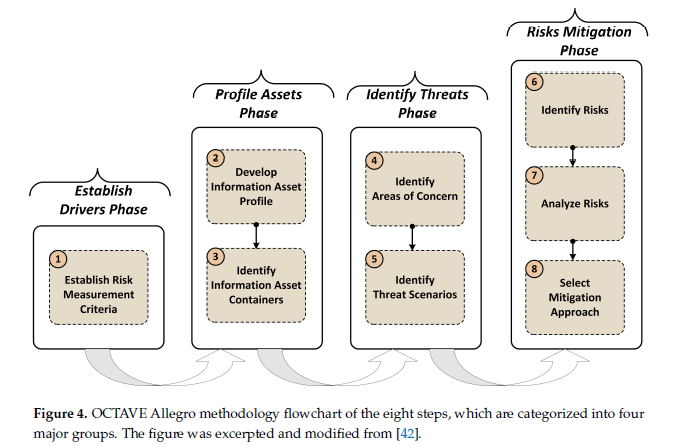 Establish
Drivers Phase
1
Establish Risk
Measurement
Criteria
Profile Assets
Phase
2
Develop
Information Asset
Profile
3
Identify
Information Asset
Containers
Identify Threats
Phase
4
Identify
Areas of Concern
5
Identify
Threat Scenarios
Risks Mitigation
Phase
6
Identify Risks
7
Analyze Risks
8
Select
Mitigation
Approach
Figure 4. OCTAVE Allegro methodology flowchart of the eight steps, which are categorized into four
major groups. The figure was excerpted and modified from [42].